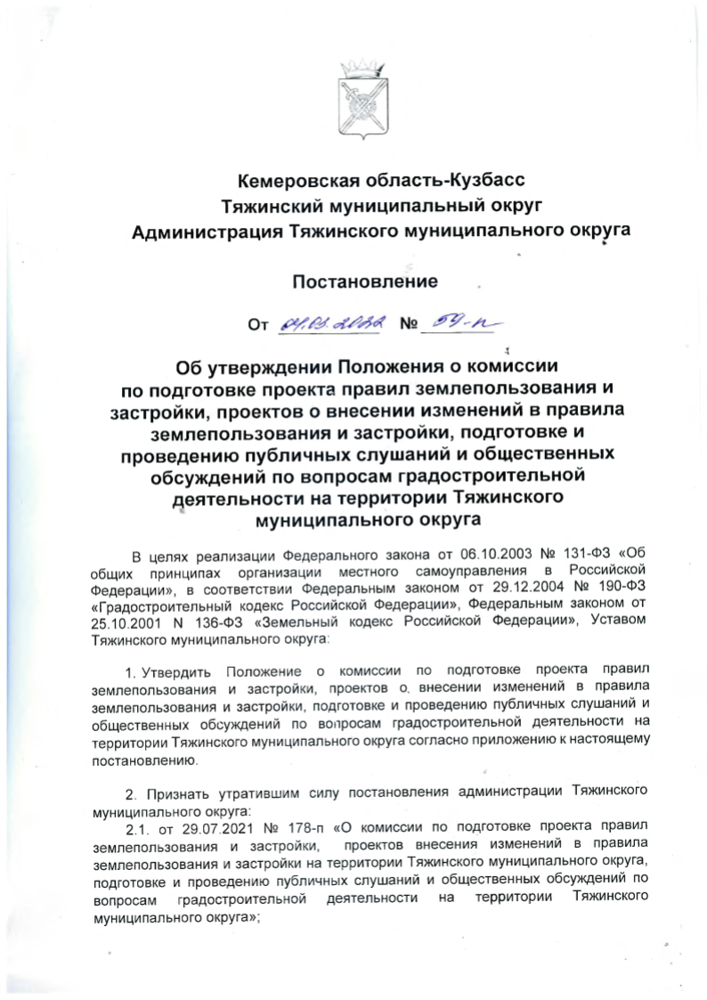 Кемеровская область-Кузбасс
Тяжинский муниципальный округ
Администрация Тяжинского муниципального округа
Постановление
От 04.03.2022 № 59-п
Об утверждении Положения о комиссии
по подготовке проекта правил землепользования и
застройки, проектов о внесении изменений в правила
землепользования и застройки, подготовке и
проведению публичных слушаний и общественных
обсуждений по вопросам градостроительной
деятельности на территории Тяжинского
муниципального округа
В целях реализации Федерального закона от 06.10.2003 № 131-ФЗ «Об
общих принципах организации местного самоуправления в Российской
Федерации», в соответствии Федеральным законом от 29.12.2004 № 190-ФЗ
«Градостроительный кодекс Российской Федерации», Федеральным законом от
25.10.2001 N 136-ФЗ «Земельный кодекс Российской Федерации», Уставом
Тяжинского муниципального округа:
1. Утвердить Положение о комиссии по подготовке проекта правил
землепользования и застройки, проектов о внесении изменений в правила
землепользования и застройки, подготовке и проведению публичных слушаний и
общественных обсуждений по вопросам градостроительной деятельности на
территории Тяжинского муниципального округа согласно приложению к настоящему
постановлению.
2. Признать утратившим силу постановления администрации Тяжинского
муниципального округа:
2.1. от 29.07.2021 № 178-п «О комиссии по подготовке проекта правил
землепользования и застройки, проектов внесения изменений в правила
землепользования и застройки на территории Тяжинского муниципального округа,
подготовке и проведению публичных слушаний и общественных обсуждений по
вопросам градостроительной деятельности на территории Тяжинского
муниципального округа»;